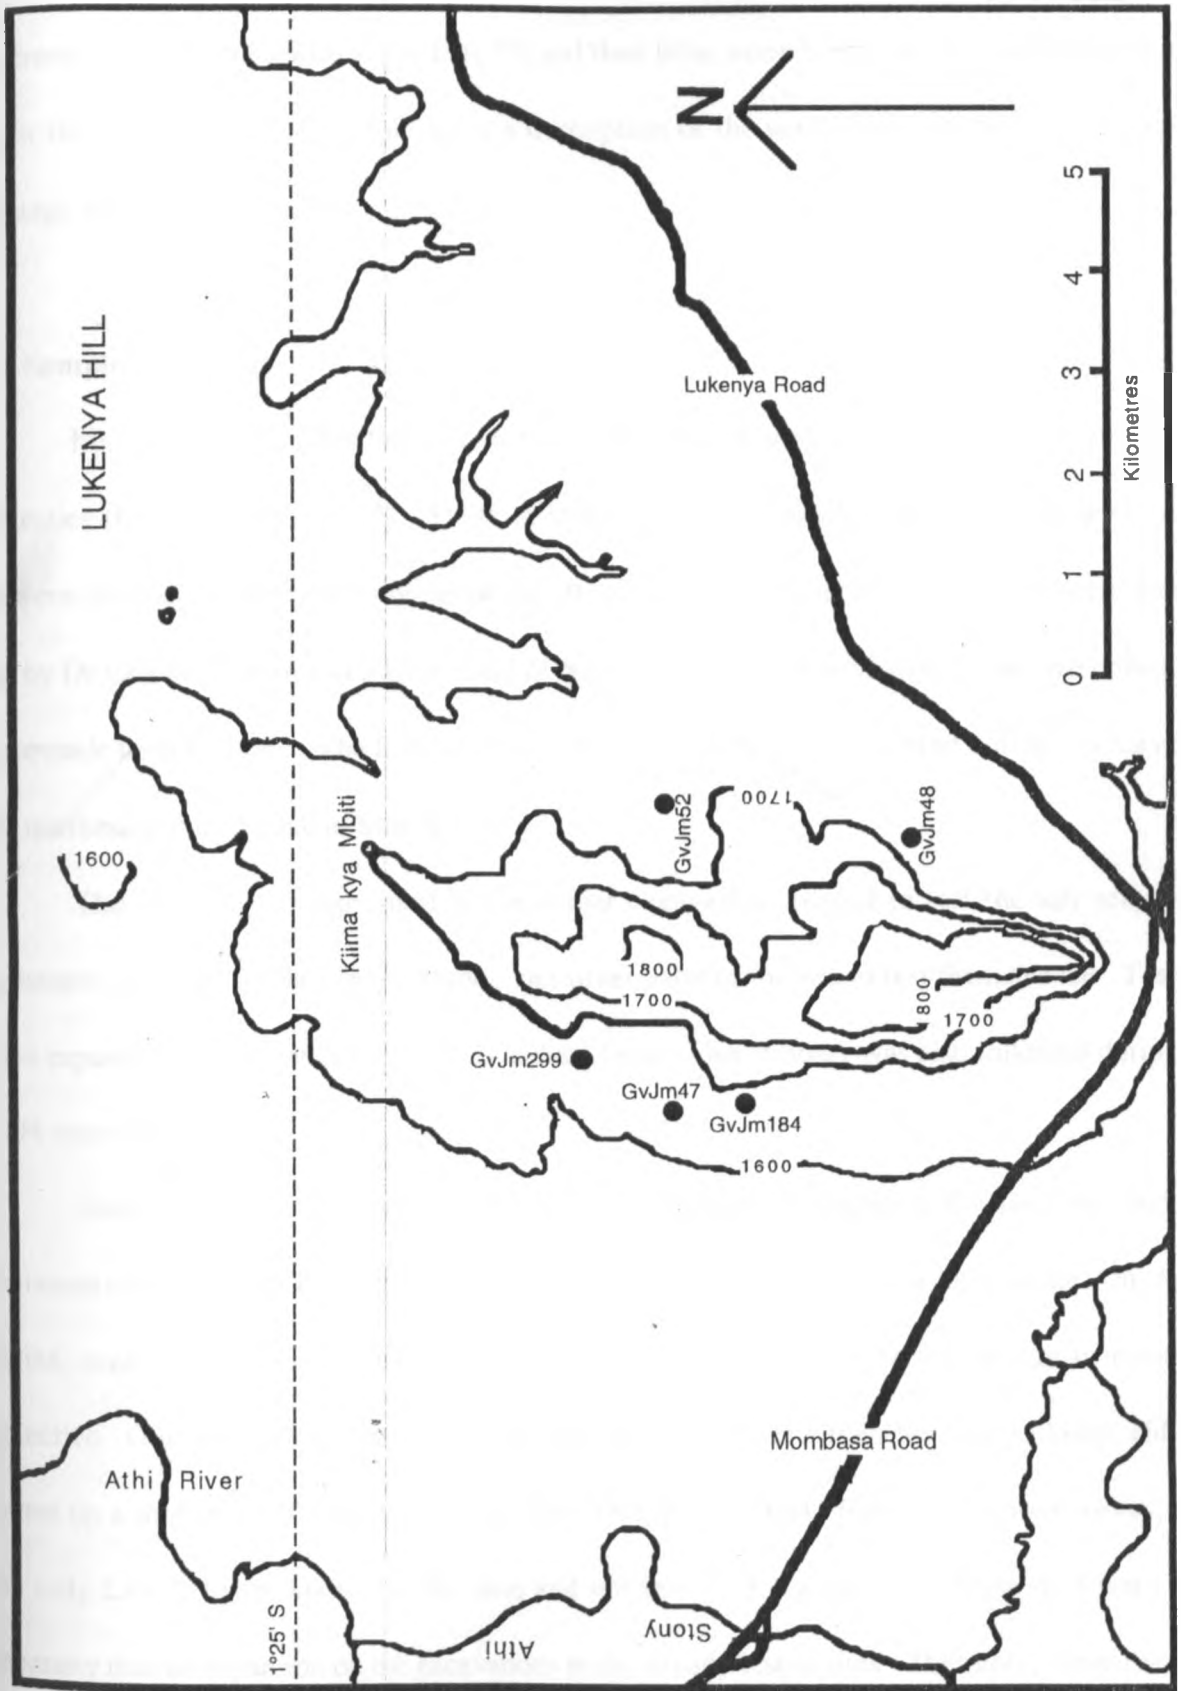 LUKENYA HILL
N
5
4
3
2
1
0
Kilometres
Lukenya Road
1600
Kiima kya Mbiti
1700
GvJm52
GvJm48
1800
1700
800
1700
GvJm299
GvJm47
GvJm184
1600
Mombasa Road
Athi River
1°25' S
Stony Athi